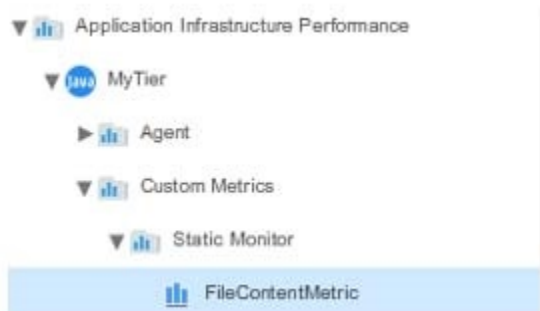 Application Infrastructure Performance
Java MyTier
Agent
Custom Metrics
Static Monitor
FileContentMetric